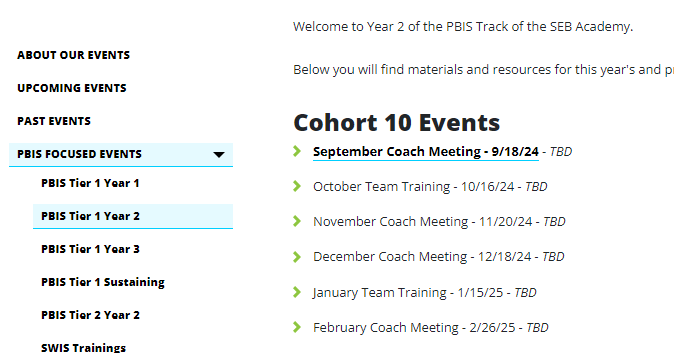 ABOUT OUR EVENTS
UPCOMING EVENTS
PAST EVENTS
PBIS FOCUSED EVENTS
PBIS Tier 1 Year 1
PBIS Tier 1 Year 2
PBIS Tier 1 Year 3
PBIS Tier 1 Sustaining
PBIS Tier 2 Year 2
SWIS Trainings
Welcome to Year 2 of the PBIS Track of the SEB Academy.
Below you will find materials and resources for this year's and p
Cohort 10 Events
September Coach Meeting - 9/18/24 - TBD
October Team Training - 10/16/24 - TBD
November Coach Meeting - 11/20/24 - TBD
December Coach Meeting - 12/18/24 - TBD
January Team Training - 1/15/25 - TBD
February Coach Meeting - 2/26/25 - TBD